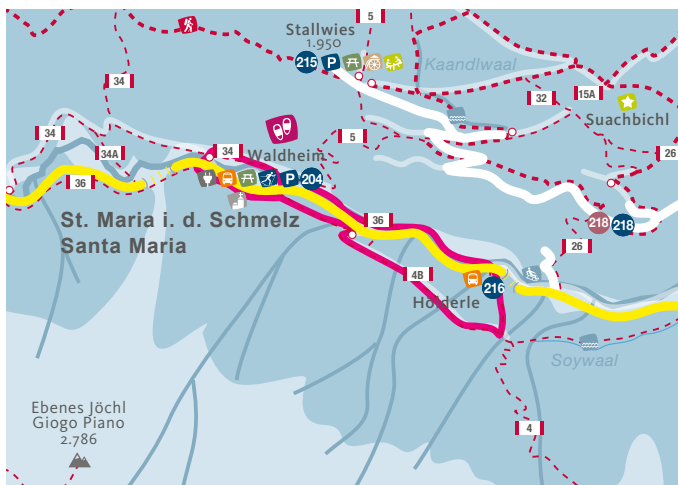 5
Stallwies
1.950
215
P
Kaandlwaal
34
32
15A
Suachbichl
34
34A
34
Waldheim
5
26
36
P
204
St. Maria i. d. Schmelz
Santa Maria
36
218
218
26
4B
Hölderle
216
Soywaal
Ebenes Jöchl
Giogo Piano
2.786
4